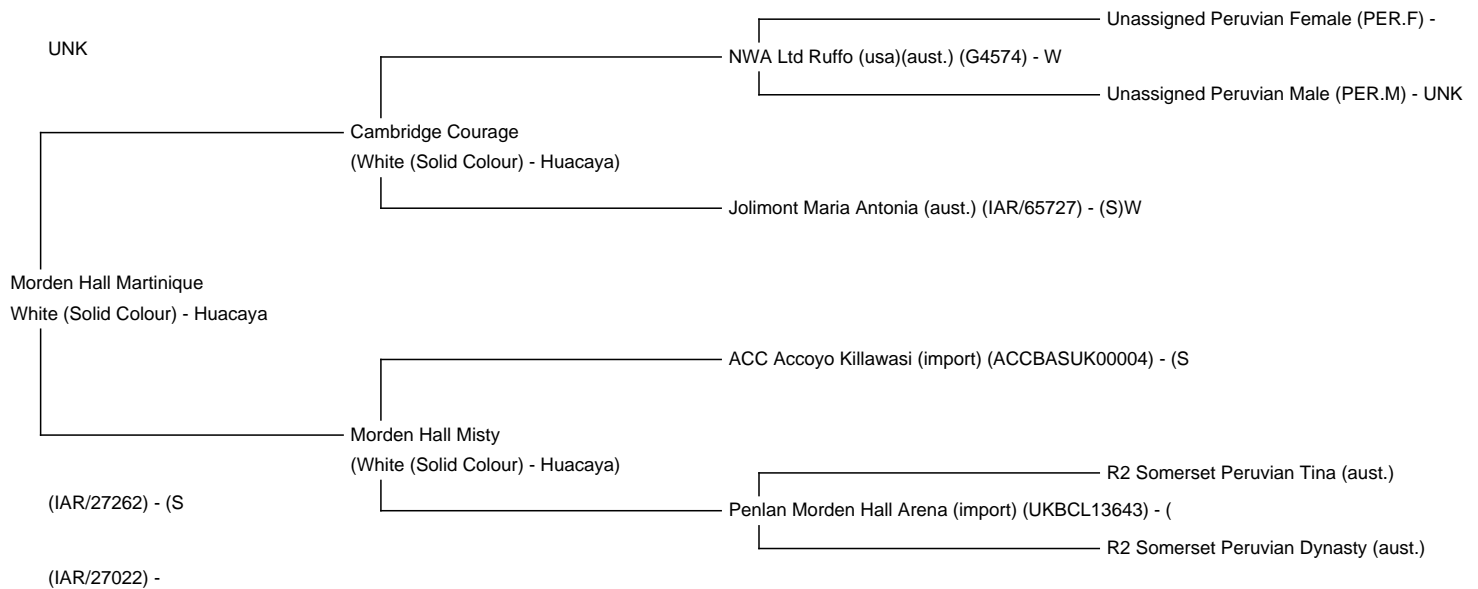 Unassigned Peruvian Female (PER.F) -
UNK
NWA Ltd Ruffo (usa)(aust.) (G4574) - W
Unassigned Peruvian Male (PER.M) - UNK
Cambridge Courage
(White (Solid Colour) - Huacaya)
Jolimont Maria Antonia (aust.) (IAR/65727) - (S)W
Morden Hall Martinique
White (Solid Colour) - Huacaya
ACC Accoyo Killawasi (import) (ACCBASUK00004) - (S
Morden Hall Misty
(White (Solid Colour) - Huacaya)
R2 Somerset Peruvian Tina (aust.)
(IAR/27262) - (S
Penlan Morden Hall Arena (import) (UKBCL13643) - (
R2 Somerset Peruvian Dynasty (aust.)
(IAR/27022) -